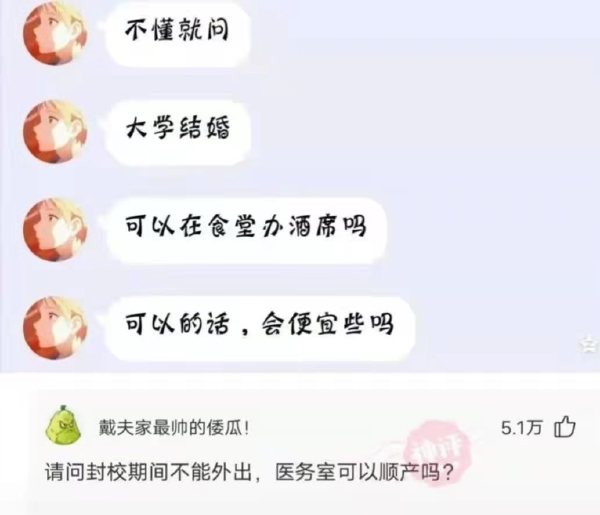 不懂就问
大学结婚
可以在食堂办酒席吗
可以的话，会便宜些吗
戴夫家最帅的倭瓜！
5.1万
神评
请问封校期间不能外出，医务室可以顺产吗？